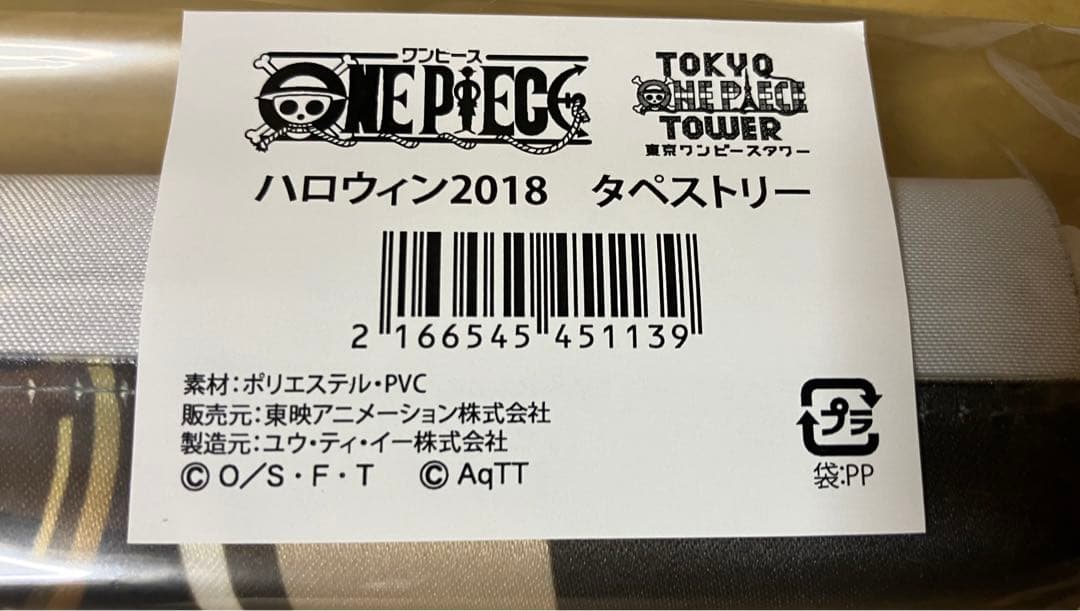 ワンピース
ONE PIECE
TOKYO
ONE PIECE
TOWER
東京ワンピースタワー
ハロウィン2018　タペストリー
2 166545 451139
素材：ポリエステル・PVC
販売元：東映アニメーション株式会社
製造元：ユウ・ティ・イー株式会社
© O／S・F・T　© AqTT
プラ
袋：PP